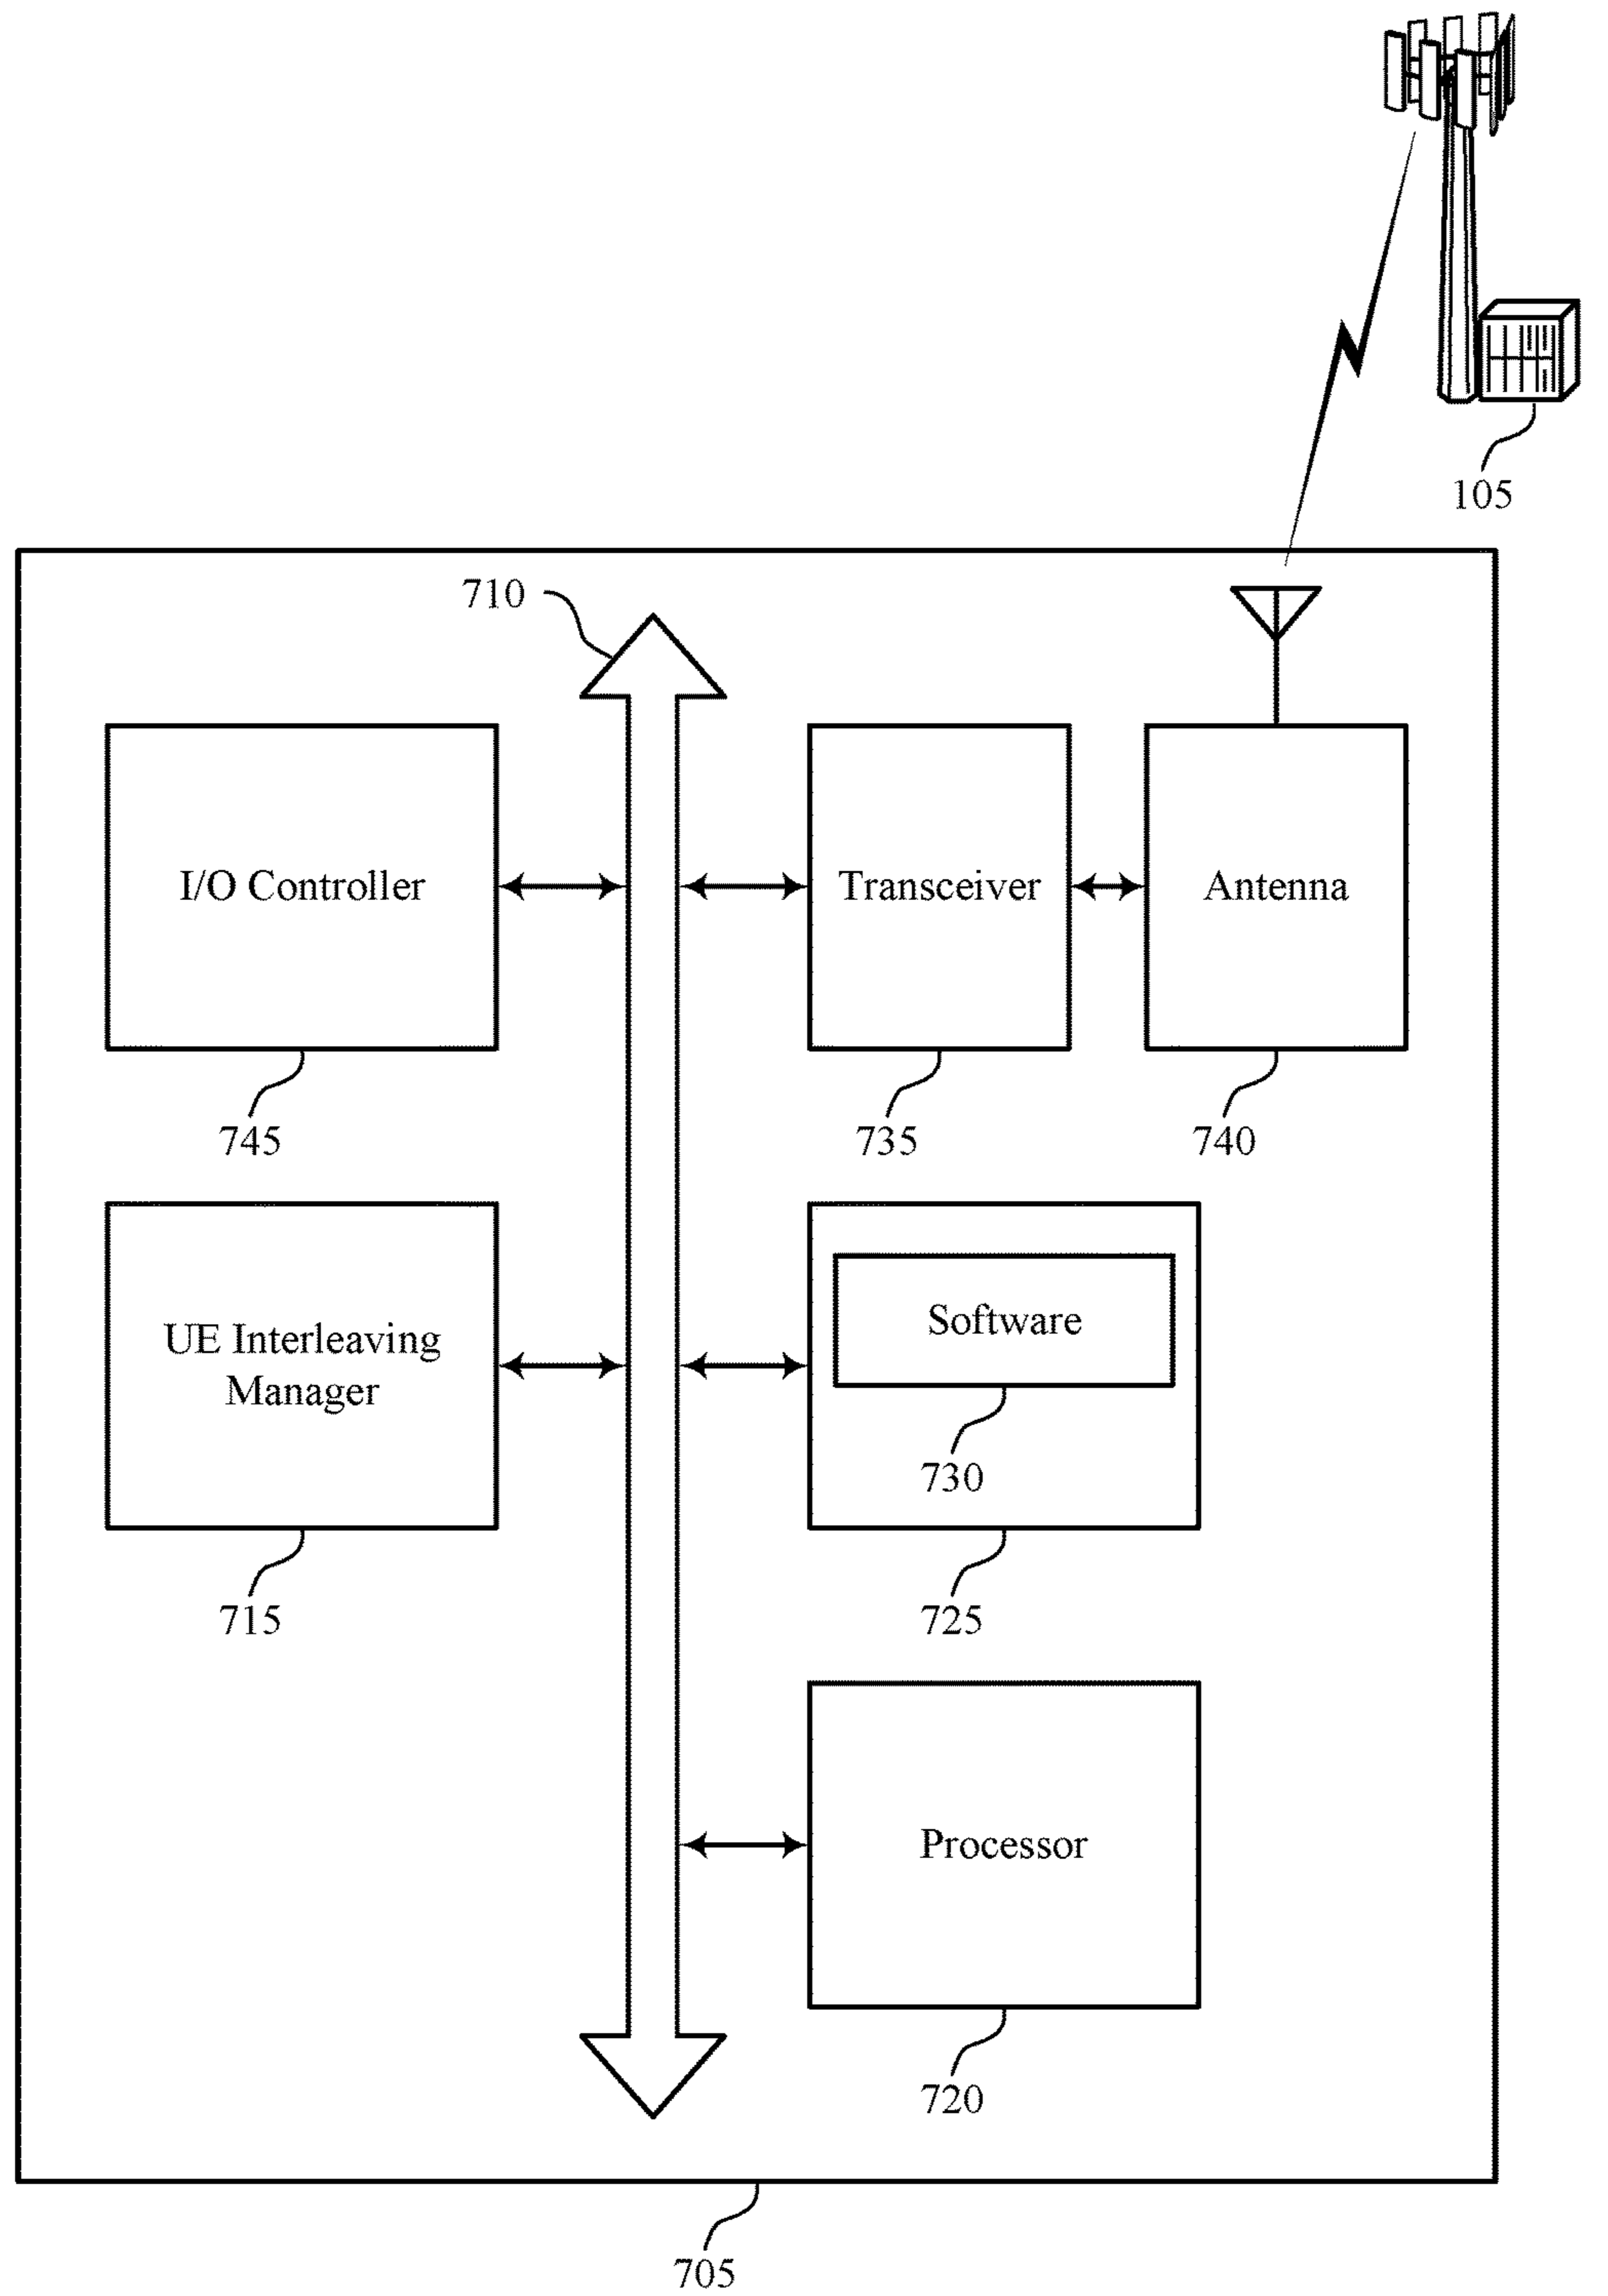 105
710
I/O Controller
Transceiver
Antenna
745
735
740
UE Interleaving
Manager
Software
730
715
725
Processor
720
705